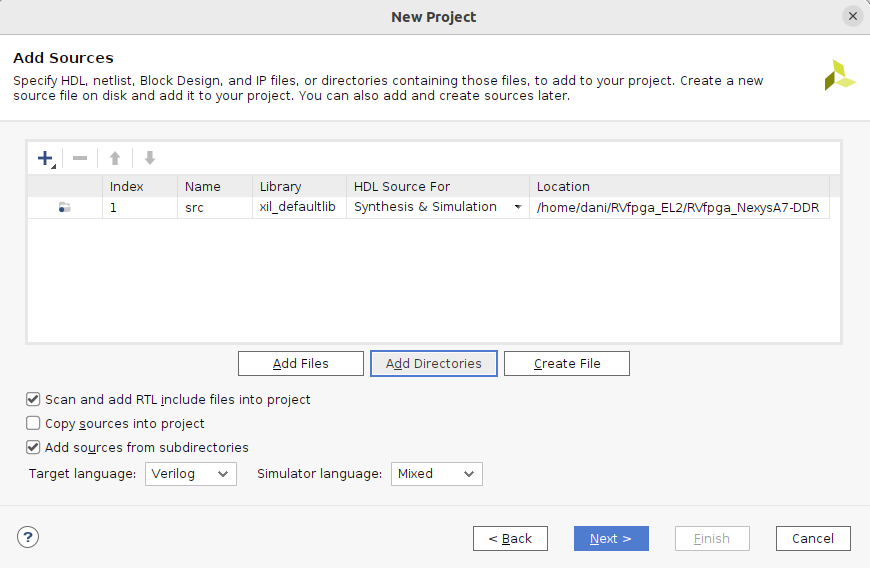 New Project
Add Sources
Specify HDL, netlist, Block Design, and IP files, or directories containing those files, to add to your project. Create a new
source file on disk and add it to your project. You can also add and create sources later.
Index Name Library HDL Source For Location
1 src xil_defaultlib Synthesis & Simulation /home/dani/RVfpga_EL2/RVfpga_NexysA7-DDR
Add Files Add Directories Create File
Scan and add RTL include files into project
Copy sources into project
Add sources from subdirectories
Target language: Verilog Simulator language: Mixed
? < Back Next > Finish Cancel